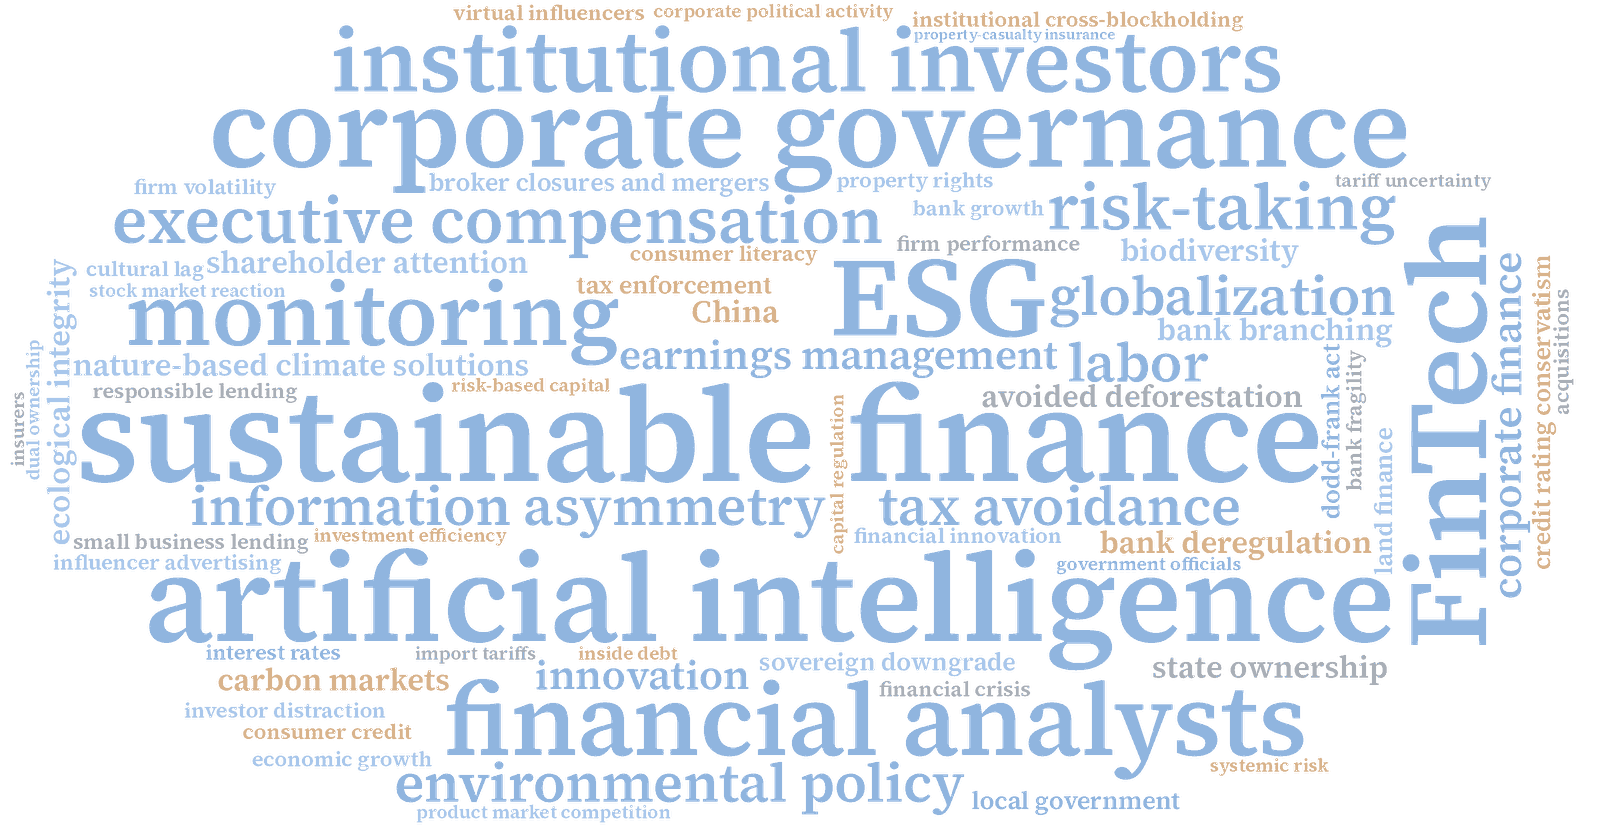 virtual influencers
corporate political activity
institutional cross-blockholding
property-casualty insurance
institutional investors
corporate governance
firm volatility
broker closures and mergers
property rights
tariff uncertainty
executive compensation
bank growth
risk-taking
firm performance
biodiversity
consumer literacy
cultural lag
shareholder attention
stock market reaction
tax enforcement
ESG
globalization
monitoring
China
bank branching
nature-based climate solutions
earnings management
labor
responsible lending
risk-based capital
avoided deforestation
insurers
dual ownership
ecological integrity
sustainable finance
capital regulation
dodd-frank act
bank fragility
land finance
FinTech
corporate finance
credit rating conservatism
acquisitions
information asymmetry
tax avoidance
small business lending
investment efficiency
financial innovation
bank deregulation
influencer advertising
government officials
artificial intelligence
interest rates
import tariffs
inside debt
sovereign downgrade
state ownership
carbon markets
innovation
financial crisis
investor distraction
financial analysts
consumer credit
economic growth
systemic risk
environmental policy
local government
product market competition